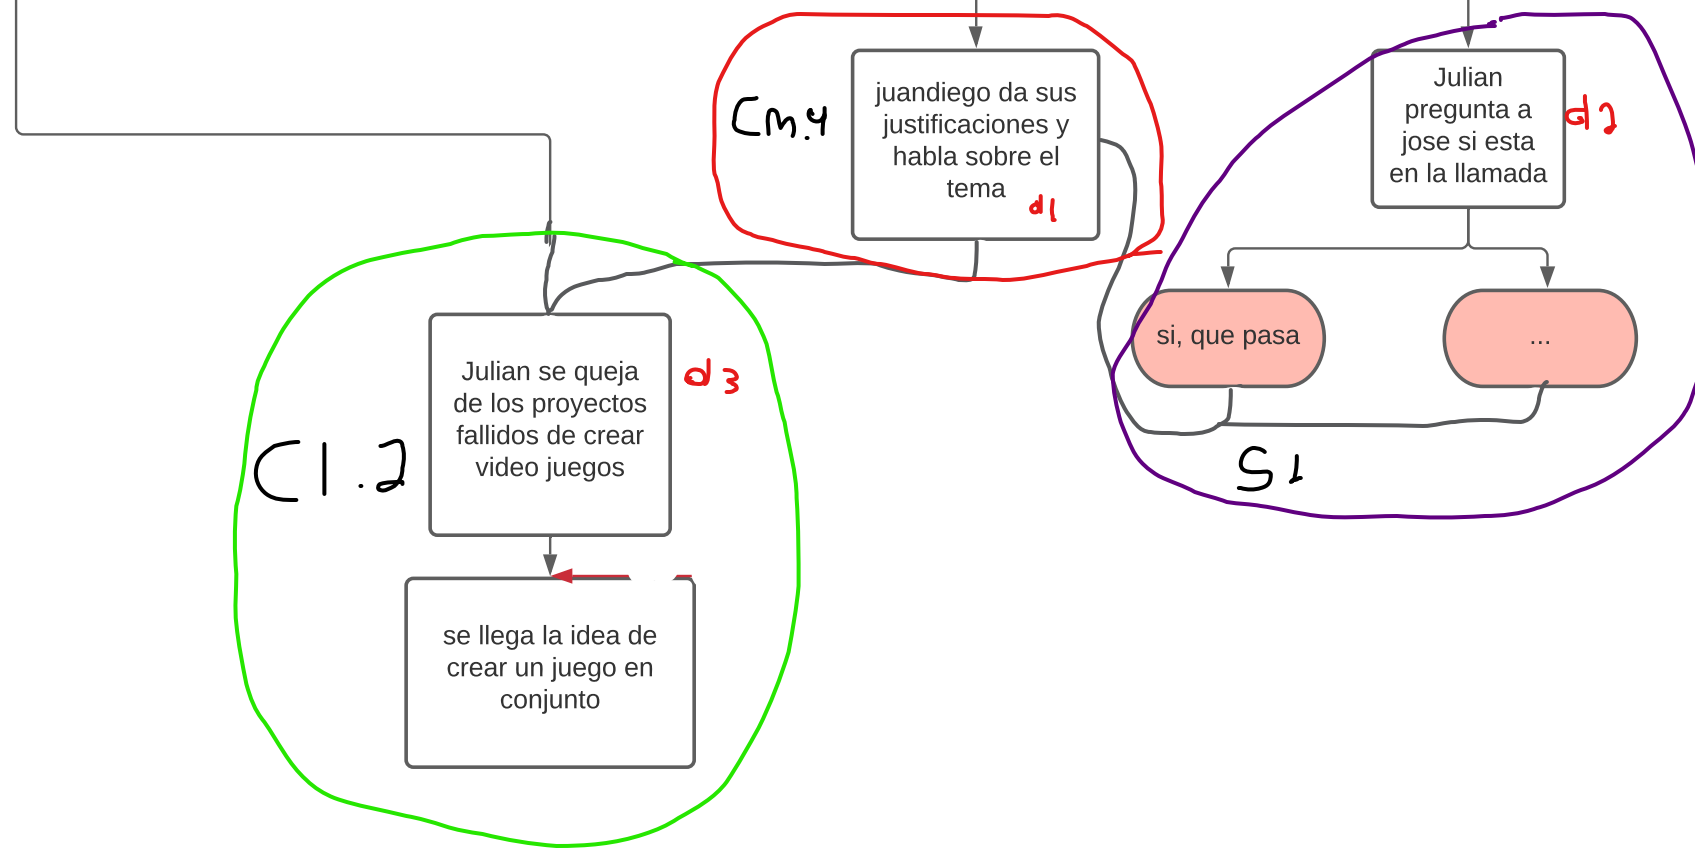 Cm.4
juandiego da sus
justificaciones y
habla sobre el
tema
d1
Julian
pregunta a
jose si esta
en la llamada
d2
si, que pasa
...
S1
C1.2
Julian se queja
de los proyectos
fallidos de crear
video juegos
d3
se llega la idea de
crear un juego en
conjunto